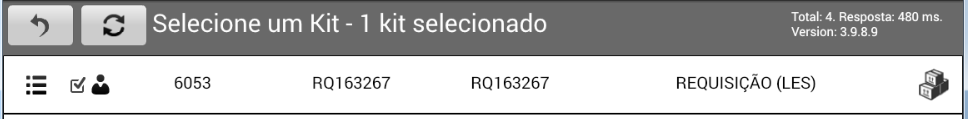 Selecione um Kit - 1 kit selecionado
Total: 4. Resposta: 480 ms.
Version: 3.9.8.9
6053 RQ163267 RQ163267 REQUISIÇÃO (LES)